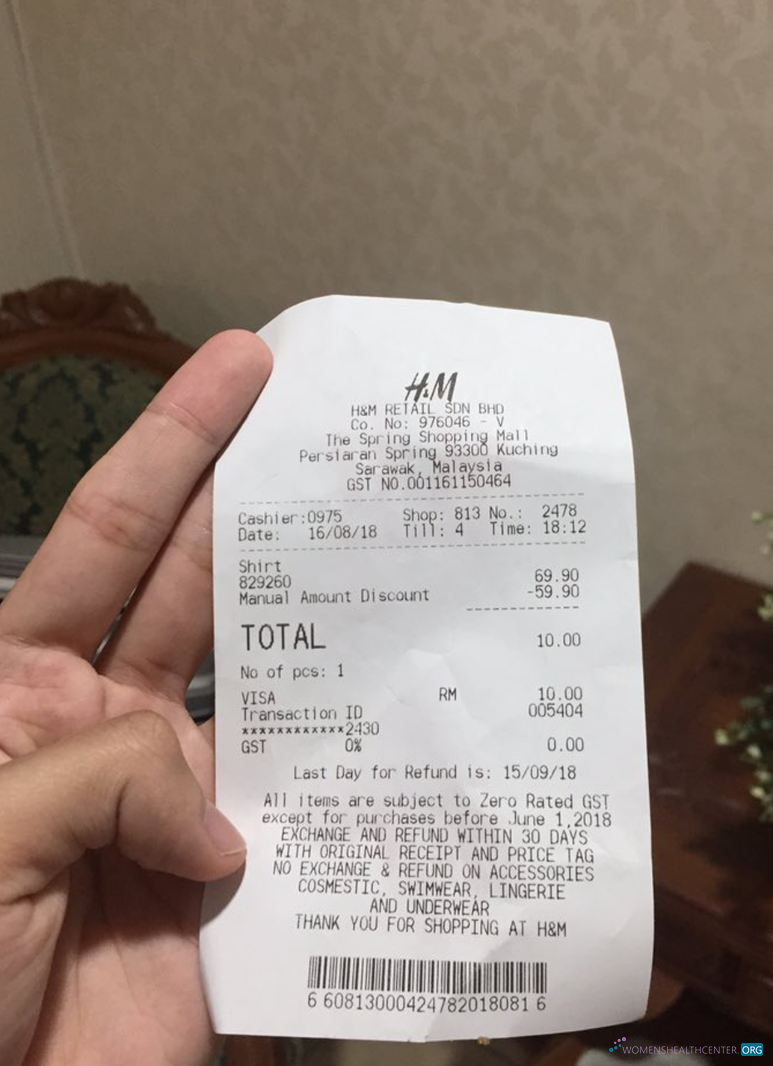 H&M
H&M RETAIL SDN BHD
Co. No: 976046 - V
The Spring Shopping Mall
Persiaran Spring 93300 Kuching
Sarawak, Malaysia
GST NO.001161150464
Cashier:0975 Shop: 813 No.: 2478
Date: 16/08/18 Till: 4 Time: 18:12
Shirt
829260 69.90
Manual Amount Discount -59.90
TOTAL 10.00
No of pcs: 1
VISA RM 10.00
Transaction ID 005404
************2430
GST 0% 0.00
Last Day for Refund is: 15/09/18
All items are subject to Zero Rated GST
except for purchases before June 1,2018
EXCHANGE AND REFUND WITHIN 30 DAYS
WITH ORIGINAL RECEIPT AND PRICE TAG
NO EXCHANGE & REFUND ON ACCESSORIES
COSMESTIC, SWIMWEAR, LINGERIE
AND UNDERWEAR
THANK YOU FOR SHOPPING AT H&M
6 608130004247820180816
WOMENSHEALTHCENTER.ORG